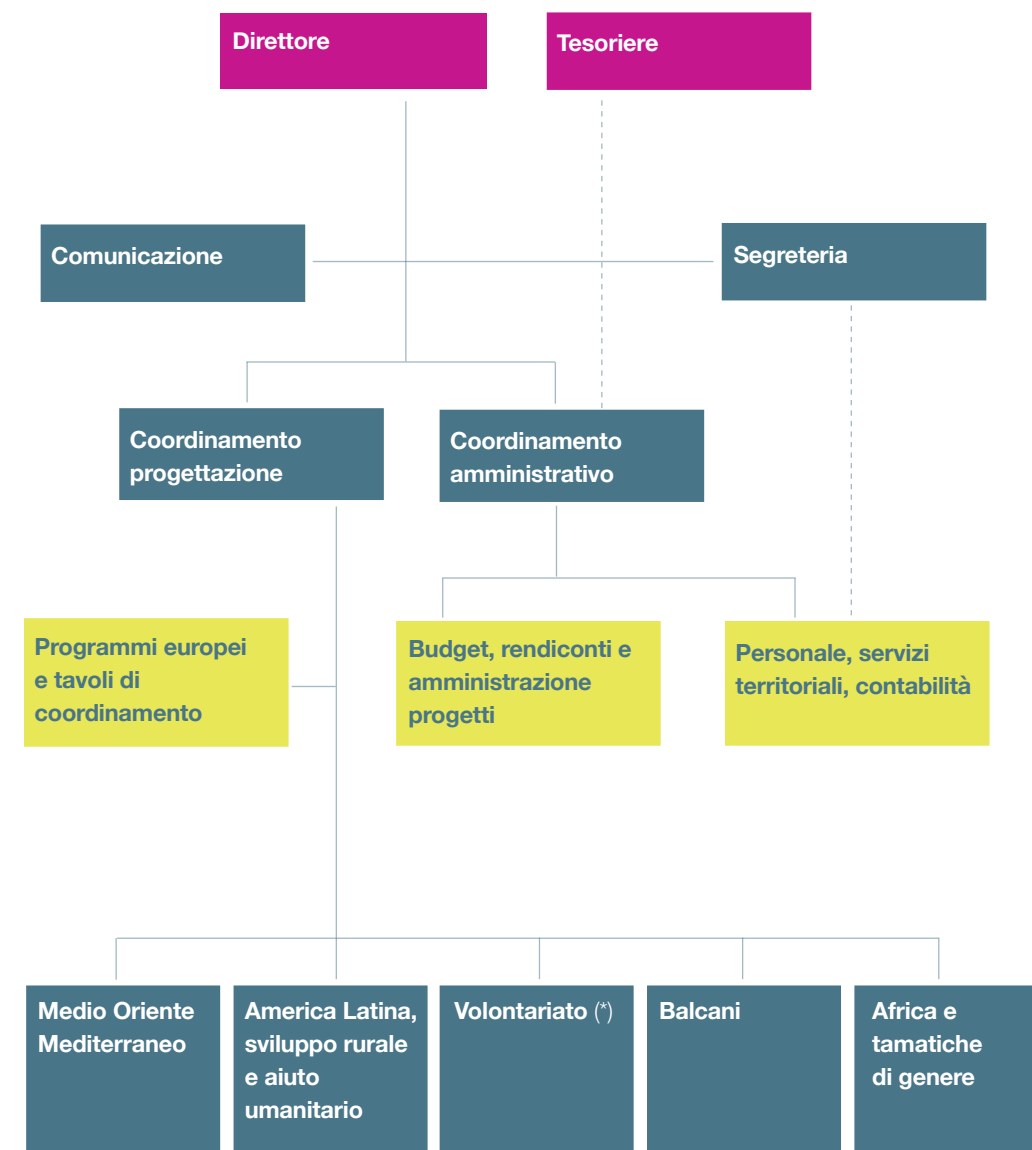 Direttore
Tesoriere
Comunicazione
Segreteria
Coordinamento
progettazione
Coordinamento
amministrativo
Programmi europei
e tavoli di
coordinamento
Budget, rendiconti e
amministrazione
progetti
Personale, servizi
territoriali, contabilità
Medio Oriente
Mediterraneo
America Latina,
sviluppo rurale
e aiuto
umanitario
Volontariato (*)
Balcani
Africa e
tamatiche
di genere